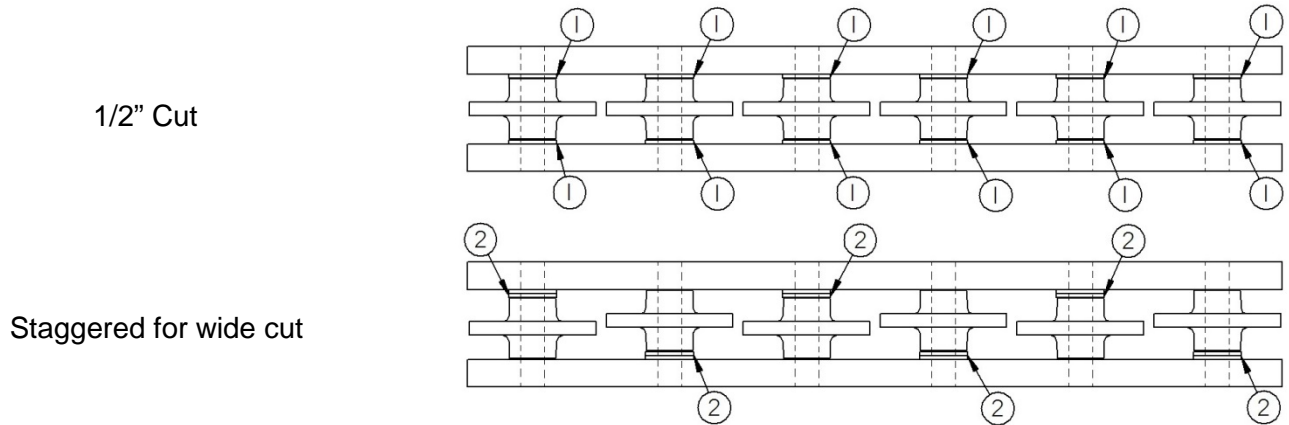 1 1 1 1 1 1
1/2” Cut
1 1 1 1 1 1
2 2 2
Staggered for wide cut
2 2 2